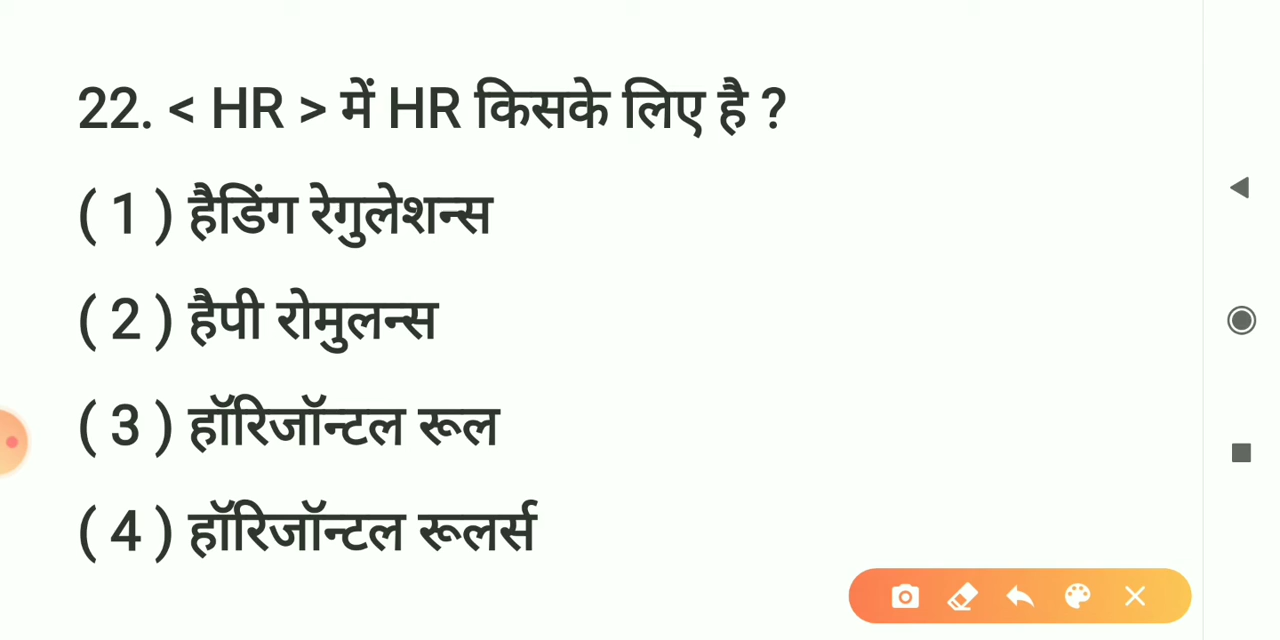 22. < HR > में HR किसके लिए है ?
( 1 ) हैडिंग रेगुलेशन्स
( 2 ) हैपी रोमुलन्स
( 3 ) हॉरिजॉन्टल रूल
( 4 ) हॉरिजॉन्टल रूलर्स